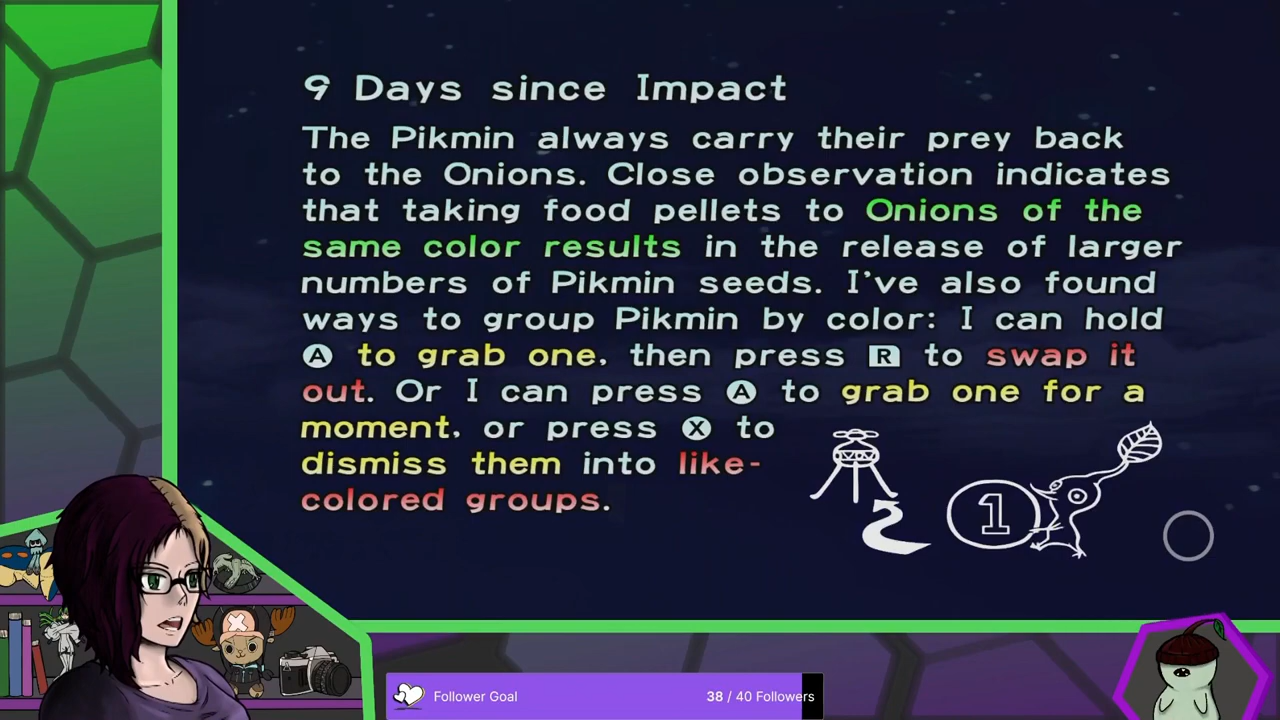 9 Days since Impact
The Pikmin always carry their prey back
to the Onions. Close observation indicates
that taking food pellets to Onions of the
same color results in the release of larger
numbers of Pikmin seeds. I've also found
ways to group Pikmin by color: I can hold
A to grab one, then press R to swap it
out. Or I can press A to grab one for a
moment, or press X to
dismiss them into like-
colored groups.
1
Follower Goal 38 / 40 Followers